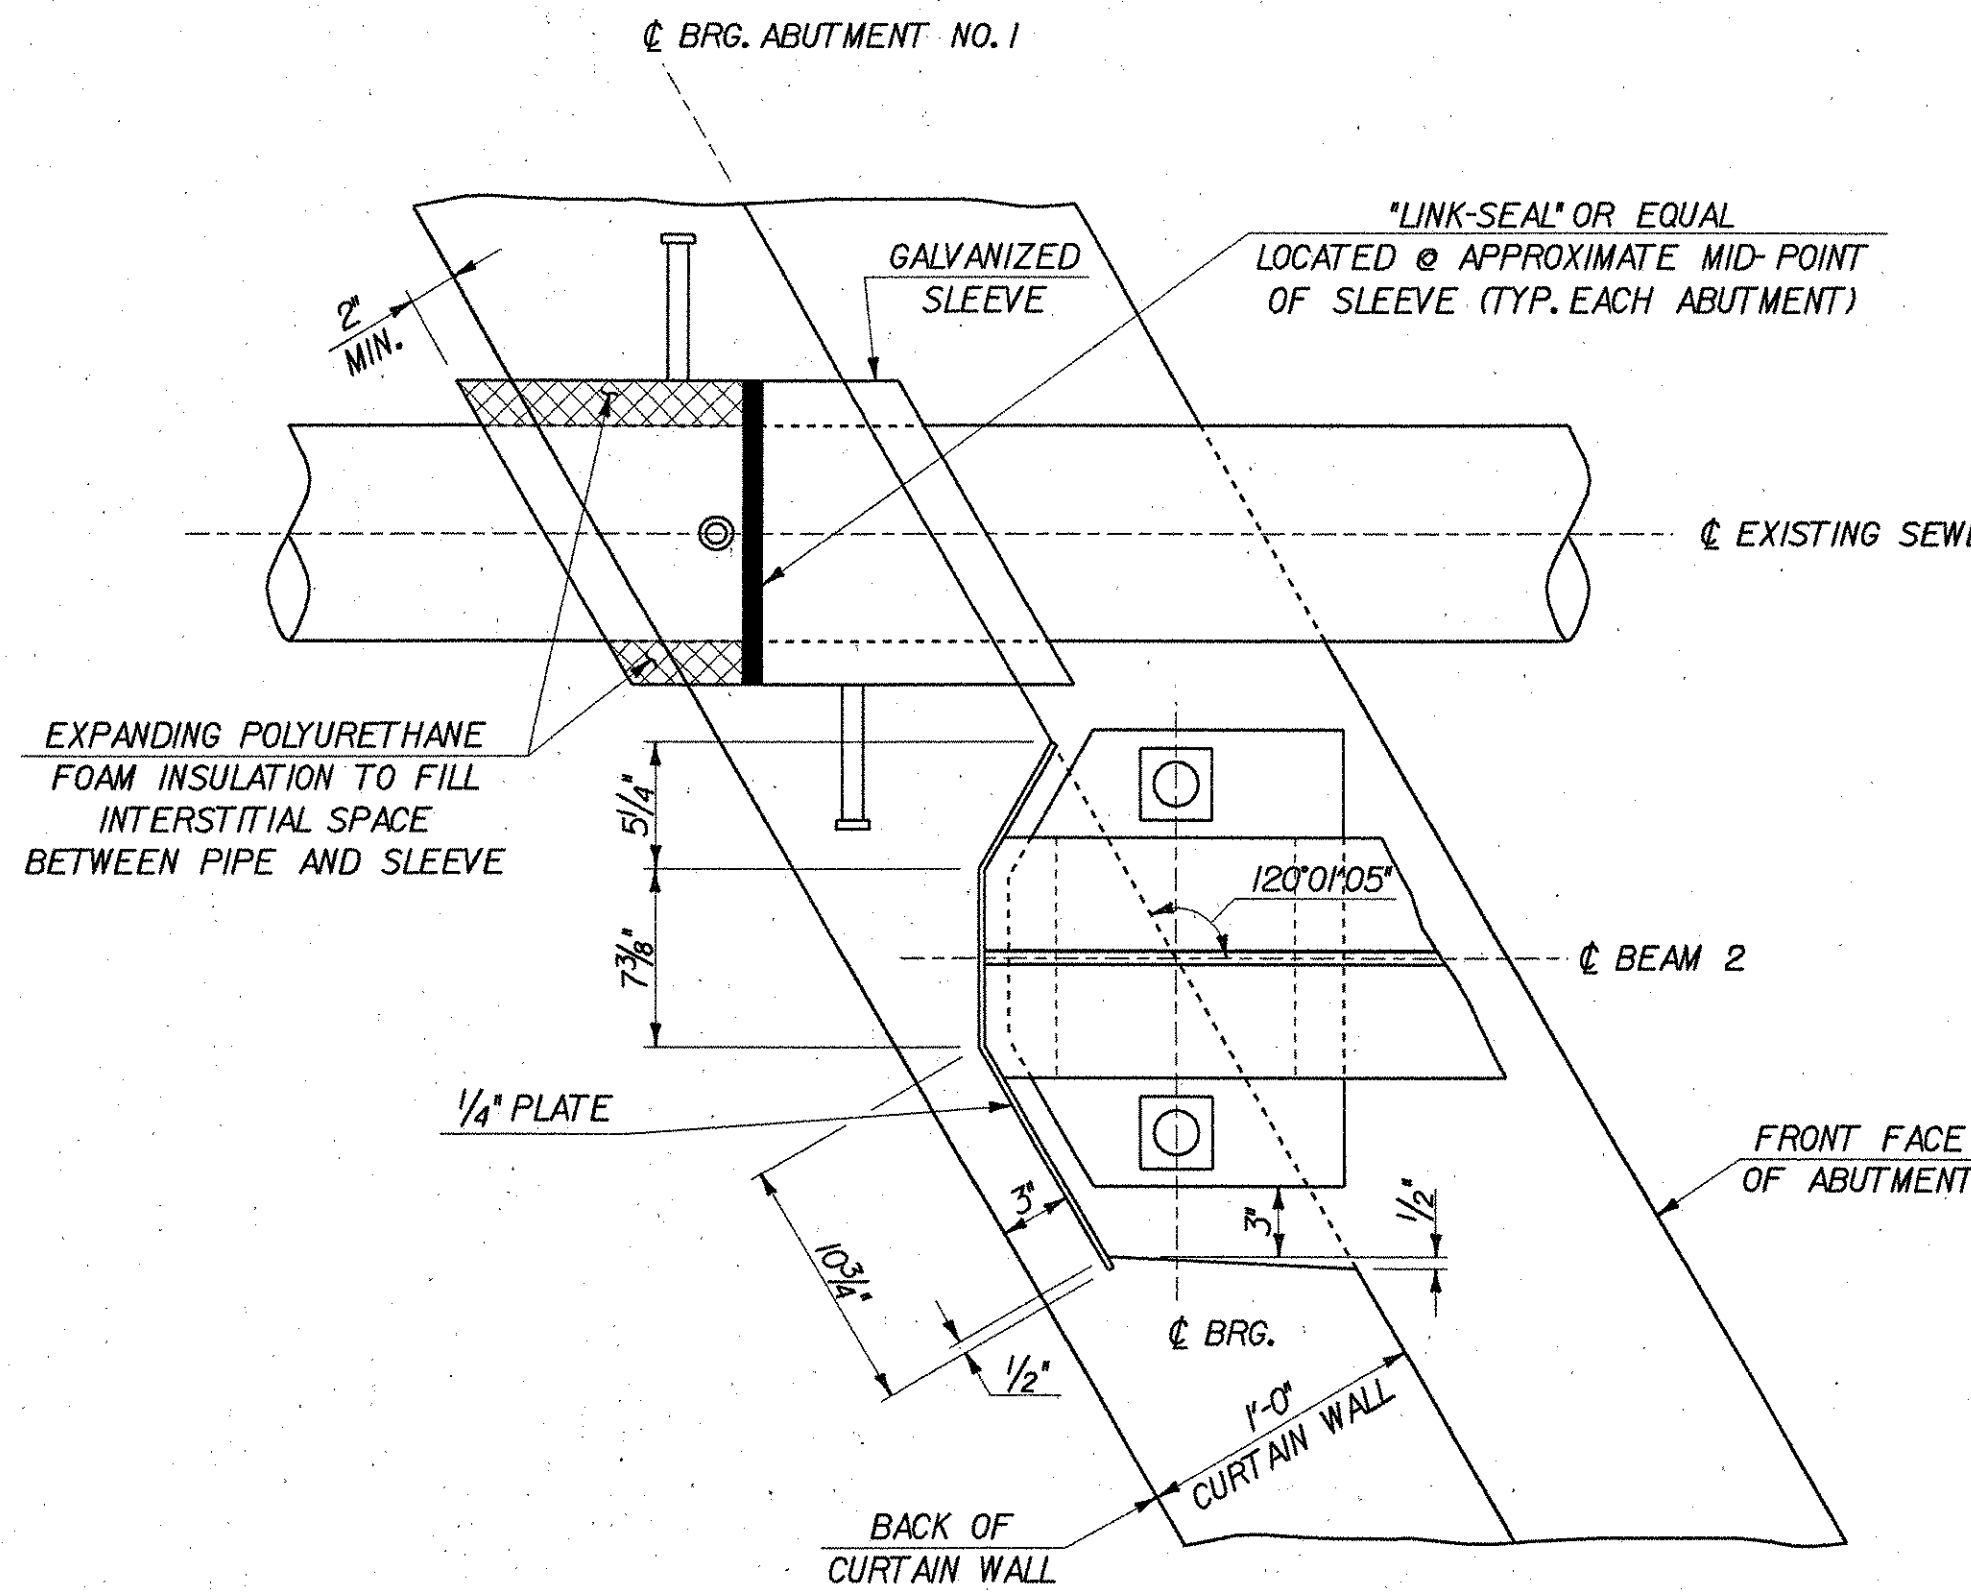 ℄ BRG. ABUTMENT NO. 1
"LINK-SEAL" OR EQUAL
LOCATED @ APPROXIMATE MID-POINT
OF SLEEVE (TYP. EACH ABUTMENT)
GALVANIZED
SLEEVE
2"
MIN.
℄ EXISTING
EXPANDING POLYURETHANE
FOAM INSULATION TO FILL
INTERSTITIAL SPACE
BETWEEN PIPE AND SLEEVE
5¼"
7⅜"
120°01'05"
℄ BEAM 2
¼" PLATE
FRONT FACE
OF ABUTMENT
3"
3"
½"
10¾"
½"
℄ BRG.
1'-0"
CURTAIN WALL
BACK OF
CURTAIN WALL